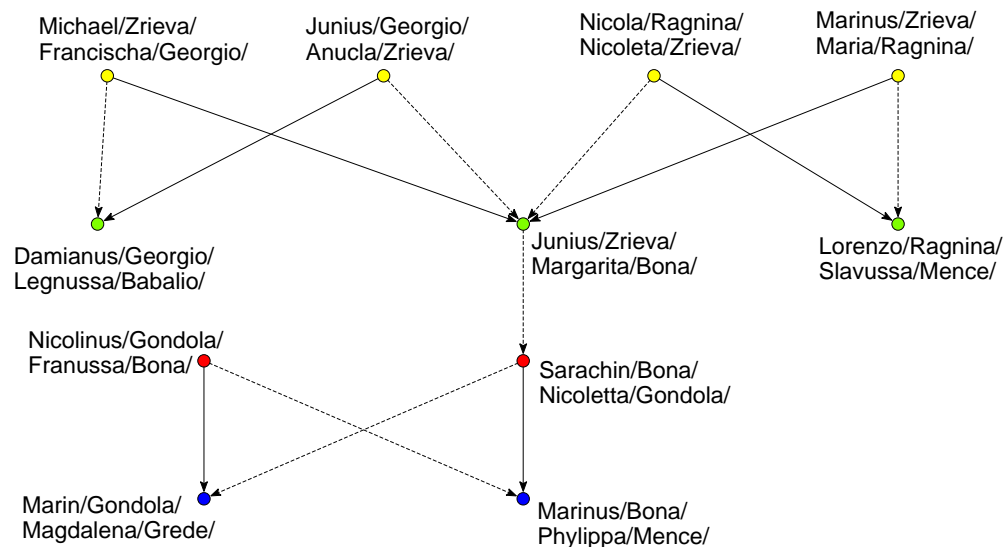 Michael/Zrieva/
Francischa/Georgio/
Junius/Georgio/
Anucla/Zrieva/
Nicola/Ragnina/
Nicoleta/Zrieva/
Marinus/Zrieva/
Maria/Ragnina/
Damianus/Georgio/
Legnussa/Babalio/
Junius/Zrieva/
Margarita/Bona/
Lorenzo/Ragnina/
Slavussa/Mence/
Nicolinus/Gondola/
Franussa/Bona/
Sarachin/Bona/
Nicoletta/Gondola/
Marin/Gondola/
Magdalena/Grede/
Marinus/Bona/
Phylippa/Mence/